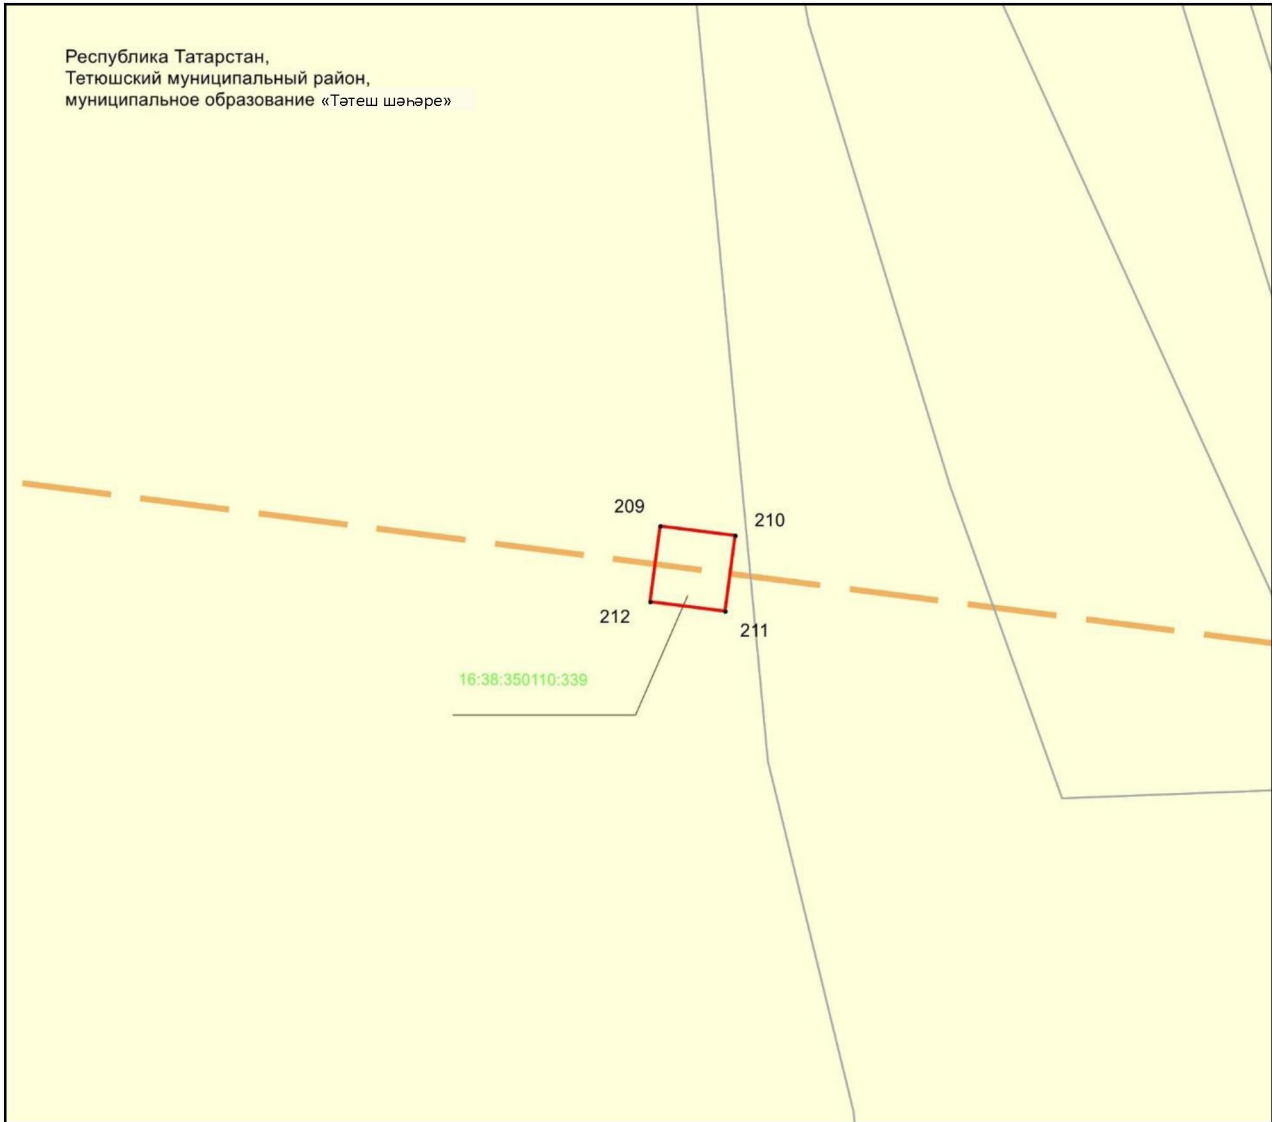 Республика Татарстан,
Тетюшский муниципальный район,
муниципальное образование «Тәтеш шәһәре»
209
210
212
211
16:38:350110:339